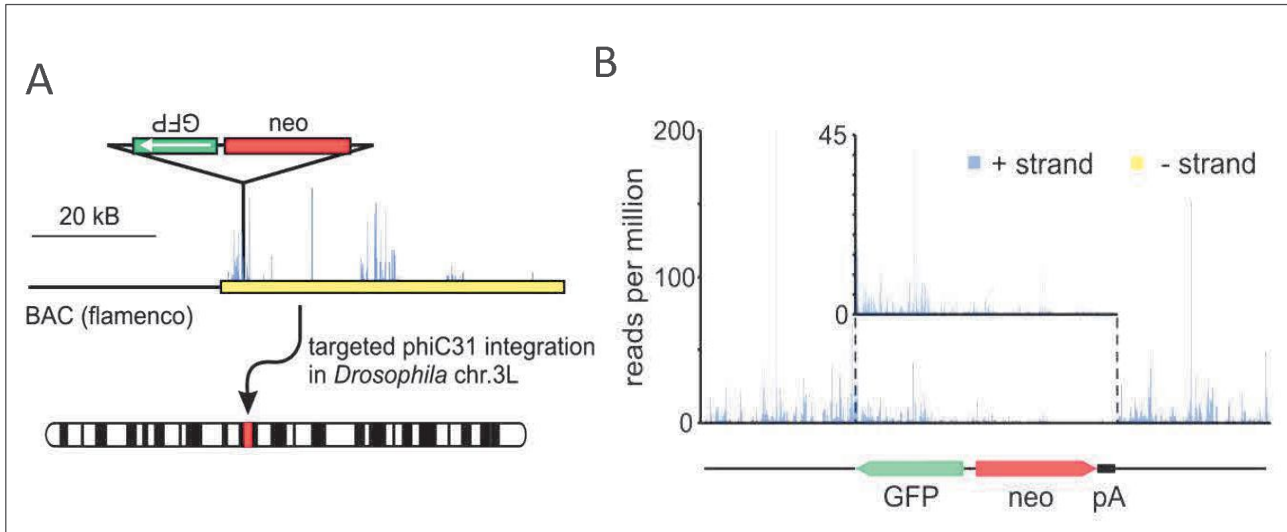 A
GFP
neo
20 kB
BAC (flamenco)
targeted phiC31 integration
in Drosophila chr.3L
B
200
100
0
reads per million
45
0
+ strand
- strand
GFP
neo
pA